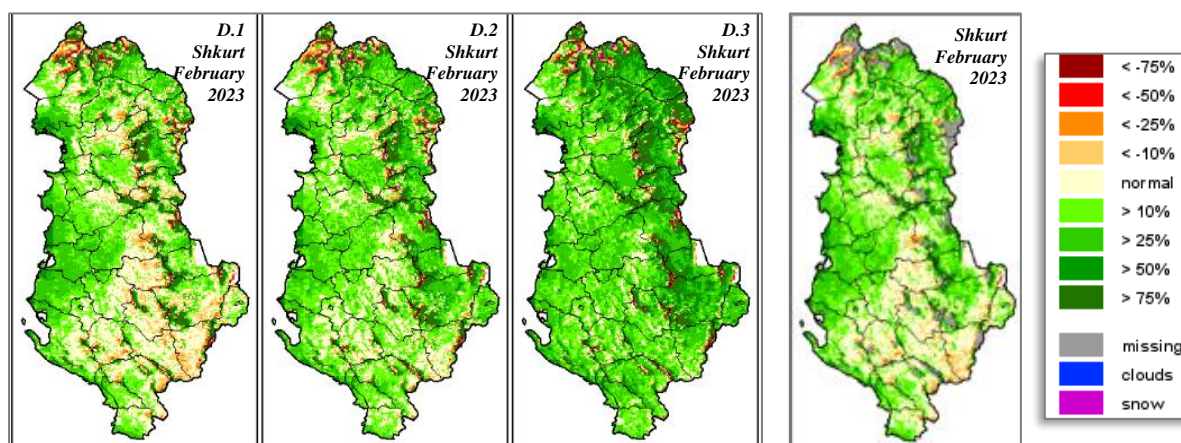 D.1
Shkurt
February
2023
D.2
Shkurt
February
2023
D.3
Shkurt
February
2023
Shkurt
February
2023
< -75%
< -50%
< -25%
< -10%
normal
> 10%
> 25%
> 50%
> 75%
missing
clouds
snow